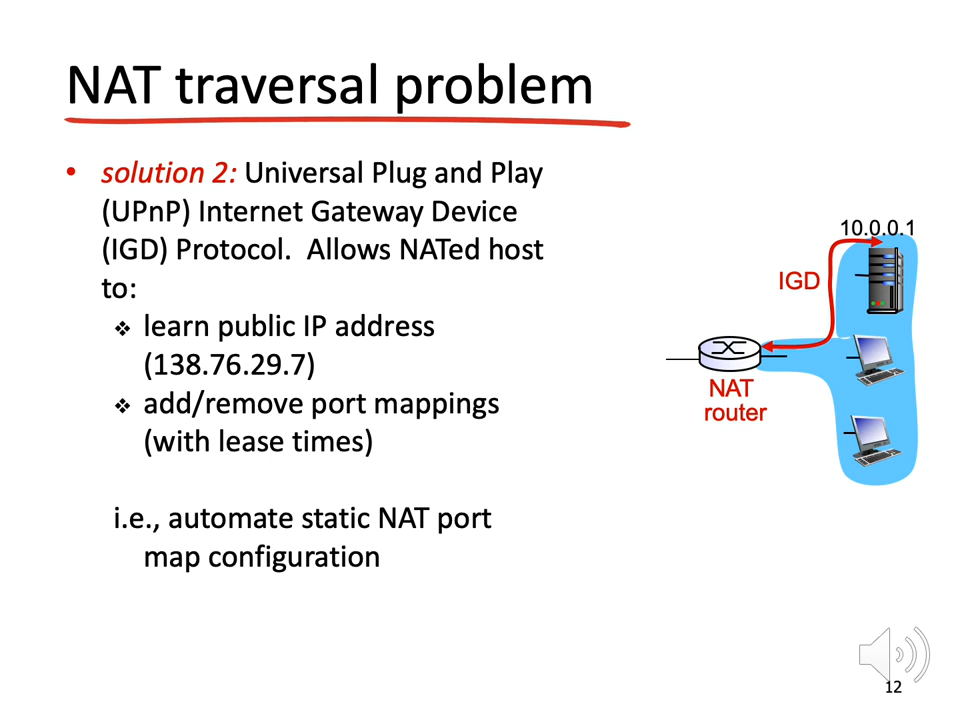 NAT traversal problem
• solution 2: Universal Plug and Play
(UPnP) Internet Gateway Device
(IGD) Protocol. Allows NATed host
to:
❖ learn public IP address
(138.76.29.7)
❖ add/remove port mappings
(with lease times)
i.e., automate static NAT port
map configuration
10.0.0.1
IGD
NAT
router
12